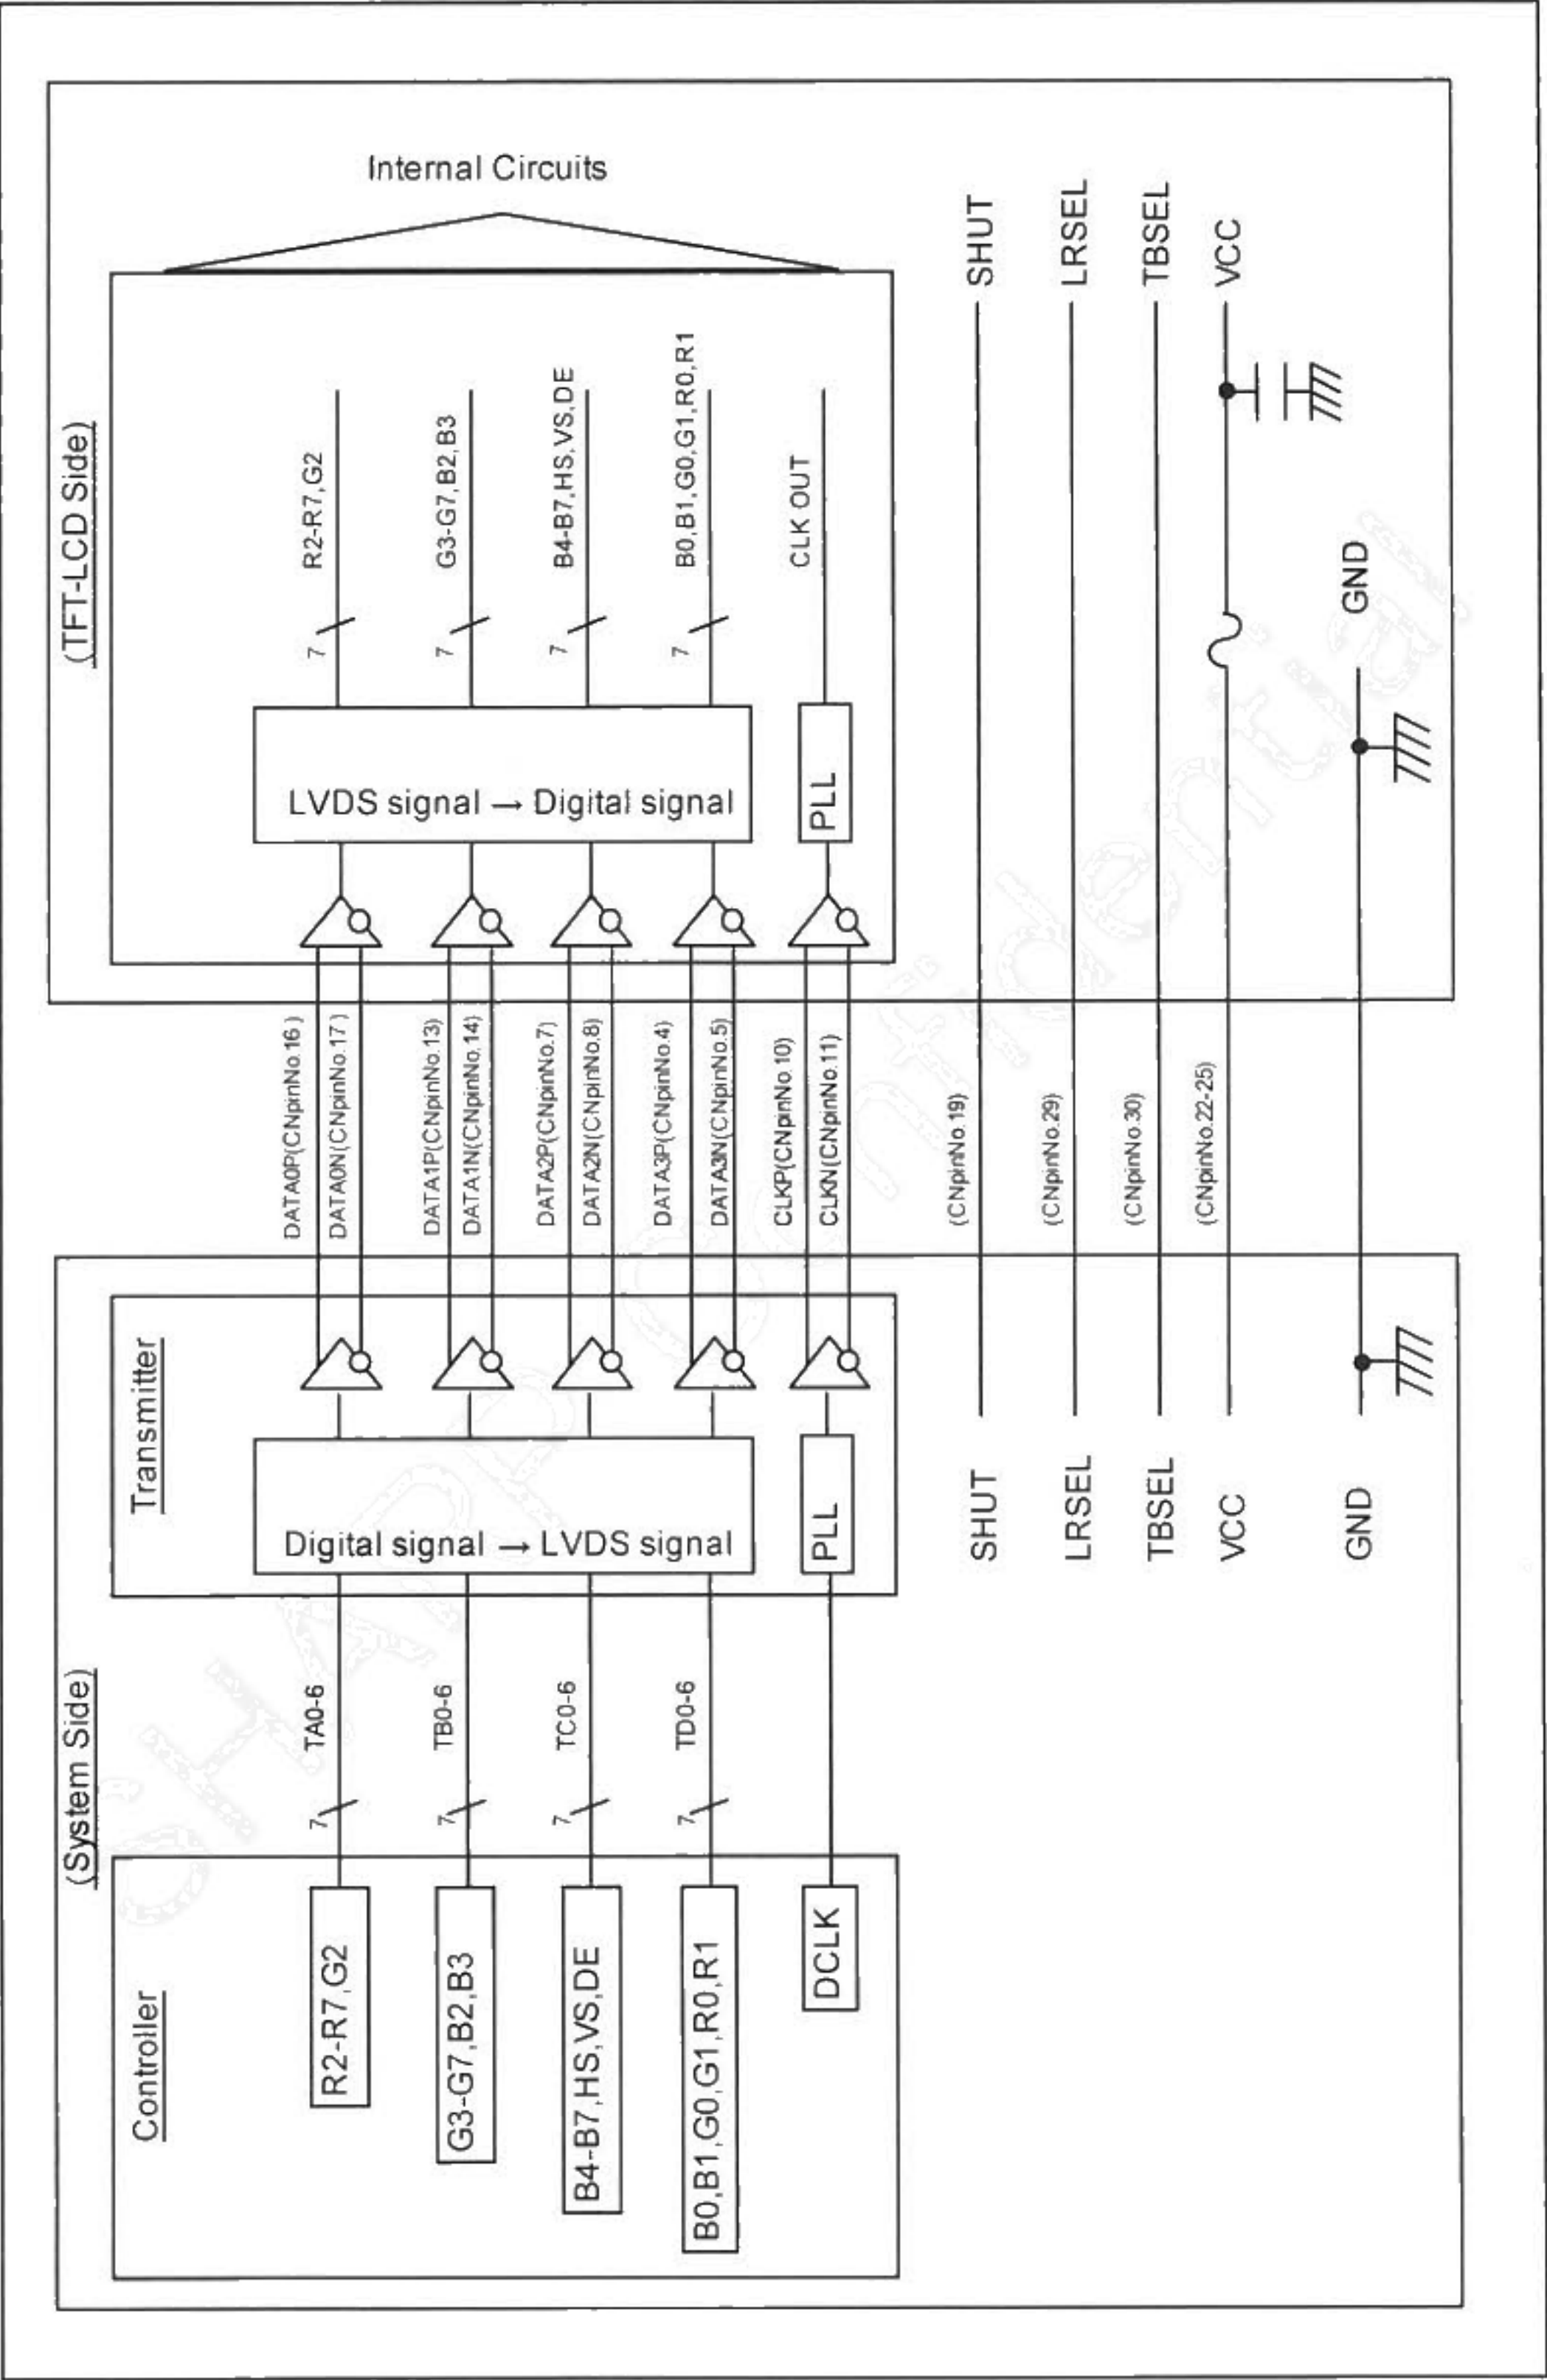 (System Side)
Controller
R2-R7,G2
G3-G7,B2,B3
B4-B7,HS,VS,DE
B0,B1,G0,G1,R0,R1
DCLK
7
TA0-6
7
TB0-6
7
TC0-6
7
TD0-6
Transmitter
Digital signal → LVDS signal
PLL
SHUT
LRSEL
TBSEL
VCC
GND
DATA0P(CNpinNo.16)
DATA0N(CNpinNo.17)
DATA1P(CNpinNo.13)
DATA1N(CNpinNo.14)
DATA2P(CNpinNo.7)
DATA2N(CNpinNo.8)
DATA3P(CNpinNo.4)
DATA3N(CNpinNo.5)
CLKP(CNpinNo.10)
CLKN(CNpinNo.11)
(CNpinNo.19)
(CNpinNo.29)
(CNpinNo.30)
(CNpinNo.22-25)
(TFT-LCD Side)
LVDS signal → Digital signal
PLL
7
R2-R7,G2
7
G3-G7,B2,B3
7
B4-B7,HS,VS,DE
7
B0,B1,G0,G1,R0,R1
CLK OUT
Internal Circuits
SHUT
LRSEL
TBSEL
VCC
GND
SHARP Confidential